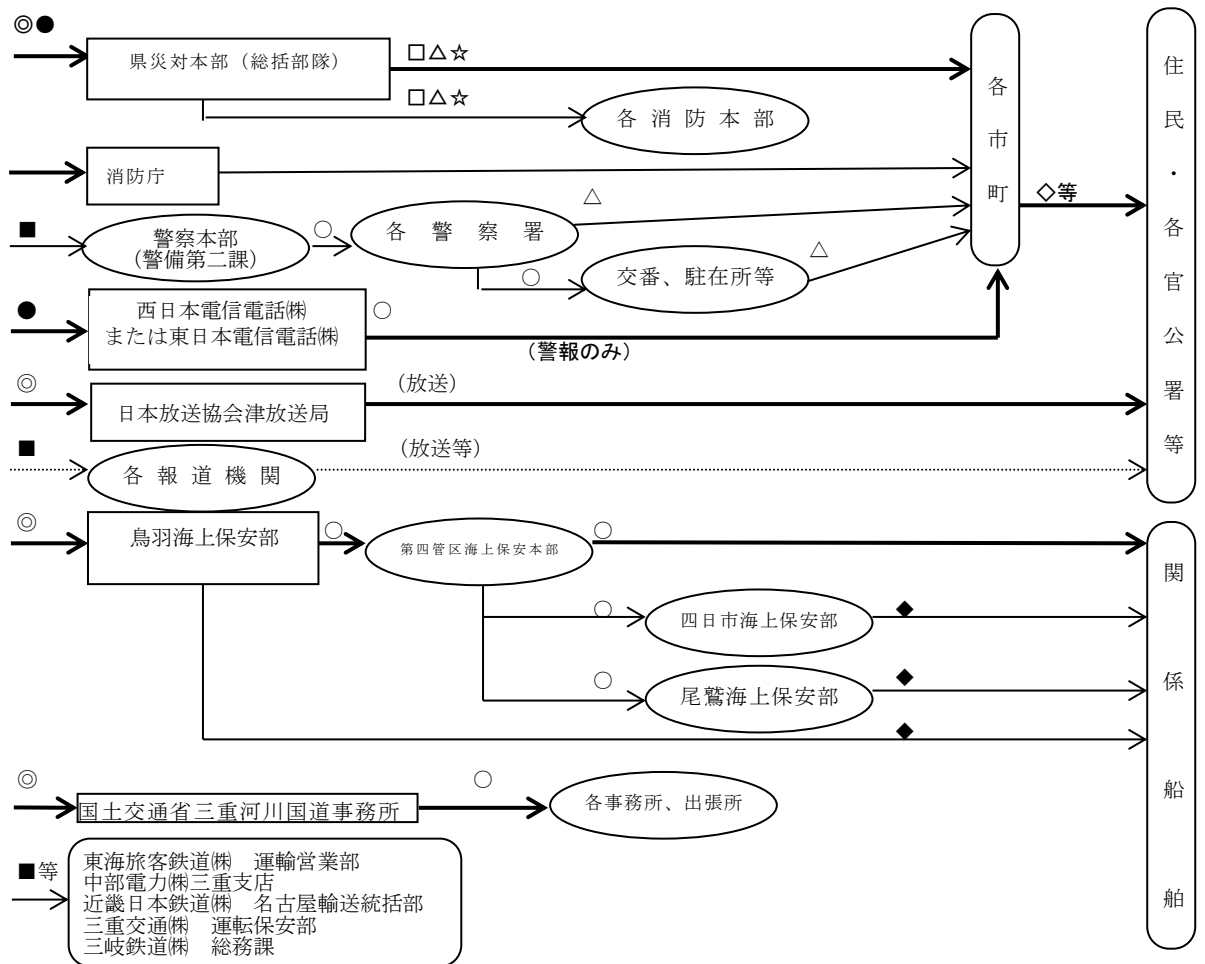 ◎●
県災対本部（総括部隊）
□△☆
□△☆
各消防本部
消防庁
■
警察本部
（警備第二課）
○
各警察署
△
○
交番、駐在所等
△
●
西日本電信電話㈱
または東日本電信電話㈱
○
（警報のみ）
各市町
◇等
◎
日本放送協会津放送局
（放送）
■
各報道機関
（放送等）
住民・各官公署等
◎
鳥羽海上保安部
○
第四管区海上保安本部
○
○
四日市海上保安部
◆
○
尾鷲海上保安部
◆
◆
関係船舶
◎
国土交通省三重河川国道事務所
○
各事務所、出張所
■等
東海旅客鉄道㈱　運輸営業部
中部電力㈱三重支店
近畿日本鉄道㈱　名古屋輸送統括部
三重交通㈱　運転保安部
三岐鉄道㈱　総務課